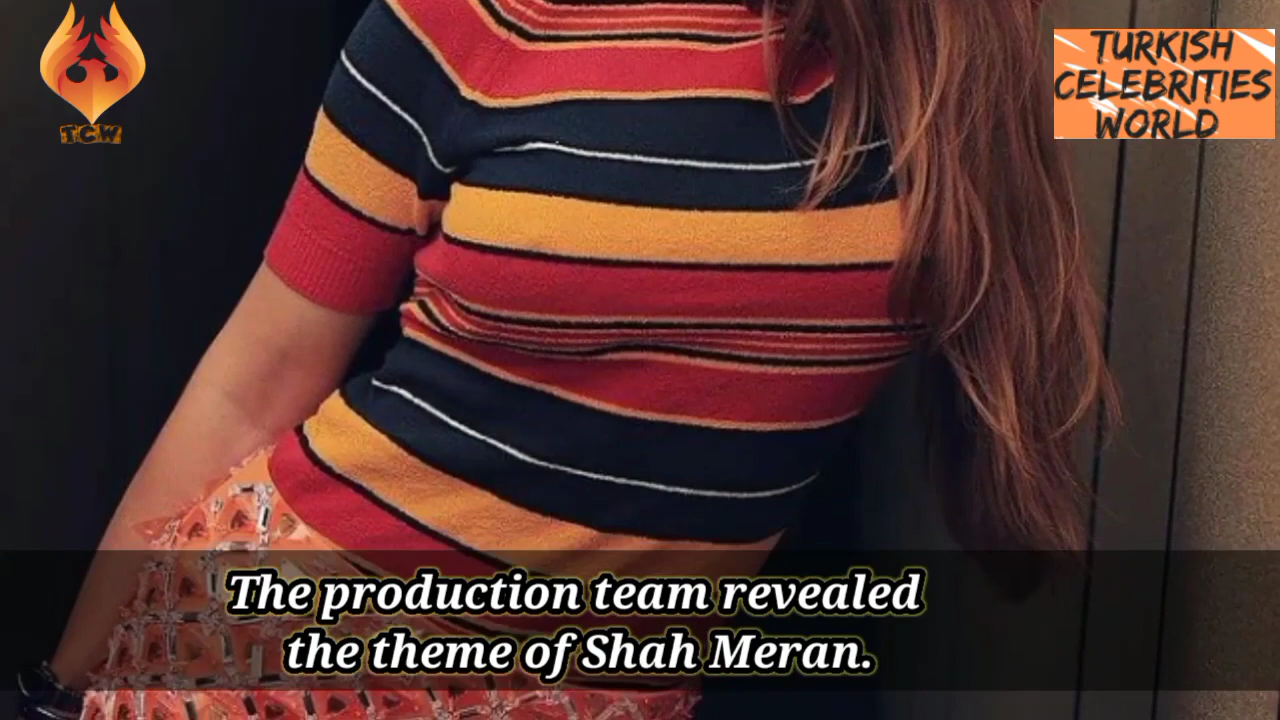 TCW
TURKISH
CELEBRITIES
WORLD
The production team revealed
the theme of Shah Meran.